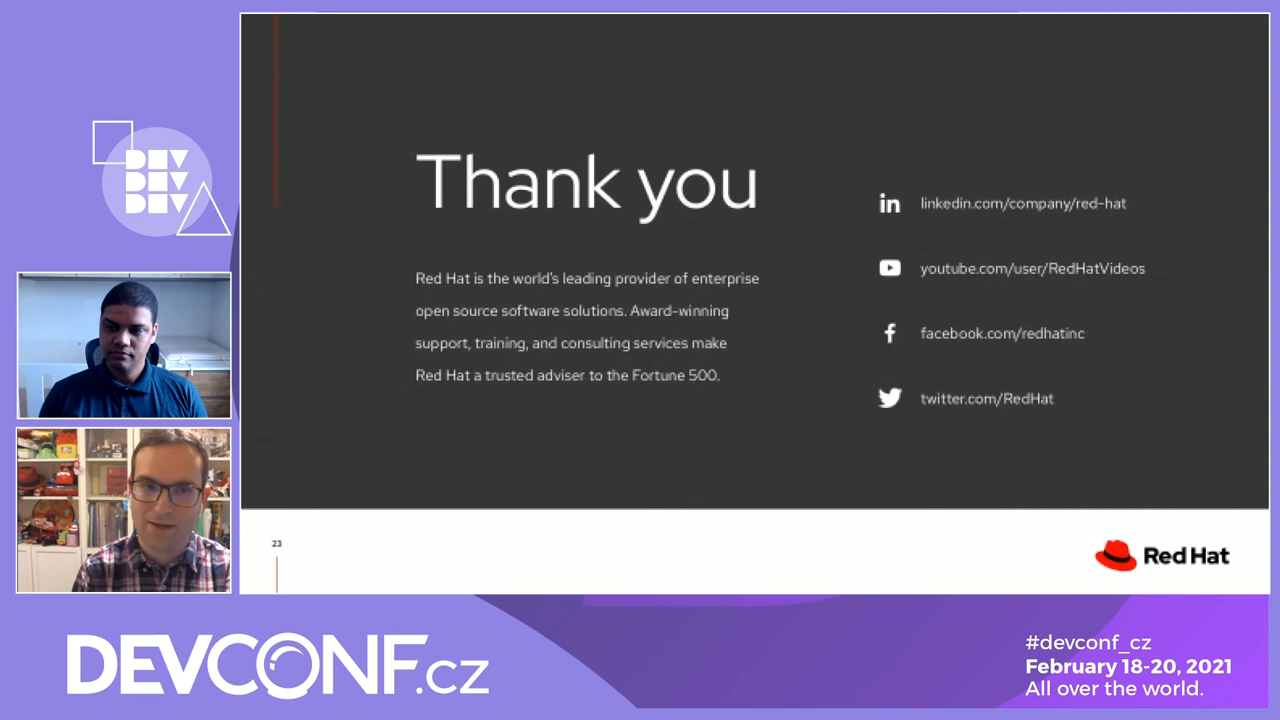 DEV
DEV
DEV
Thank you
Red Hat is the world's leading provider of enterprise
open source software solutions. Award-winning
support, training, and consulting services make
Red Hat a trusted adviser to the Fortune 500.
in
linkedin.com/company/red-hat
youtube.com/user/RedHatVideos
f
facebook.com/redhatinc
twitter.com/RedHat
23
Red Hat
DEVCONF.cz
#devconf_cz
February 18-20, 2021
All over the world.